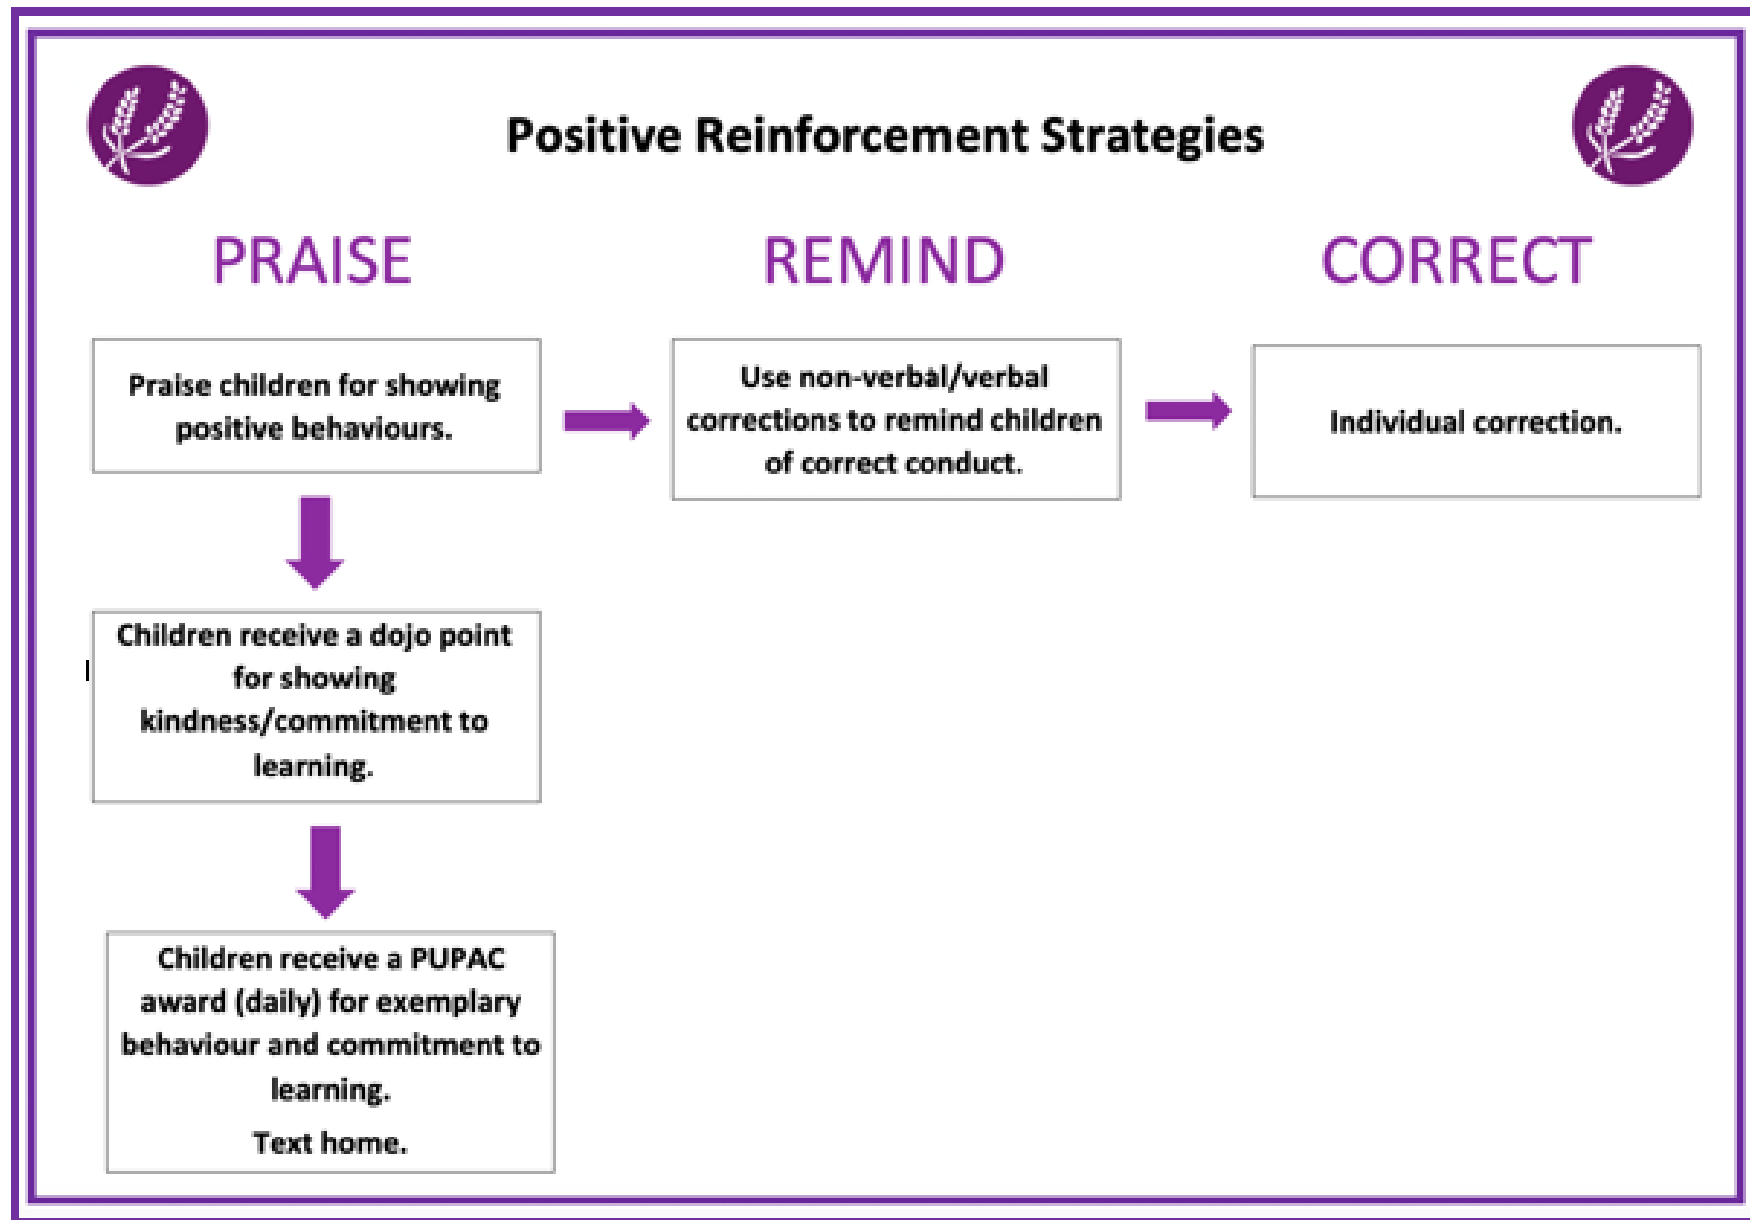 Positive Reinforcement Strategies
PRAISE
REMIND
CORRECT
Praise children for showing
positive behaviours.
Use non-verbal/verbal
corrections to remind children
of correct conduct.
Individual correction.
Children receive a dojo point
for showing
kindness/commitment to
learning.
Children receive a PUPAC
award (daily) for exemplary
behaviour and commitment to
learning.
Text home.